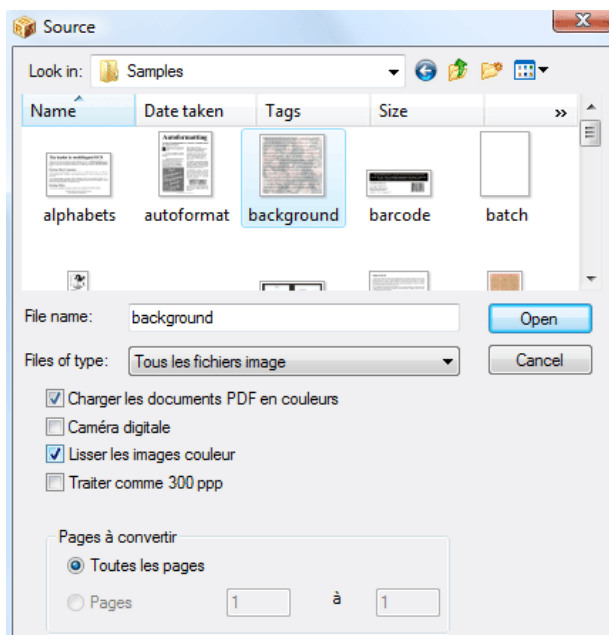 Source
Look in: Samples
Name Date taken Tags Size »
Autoformatting
alphabets autoformat background barcode batch
File name: background Open
Files of type: Tous les fichiers image Cancel
Charger les documents PDF en couleurs
Caméra digitale
Lisser les images couleur
Traiter comme 300 ppp
Pages à convertir
Toutes les pages
Pages 1 à 1